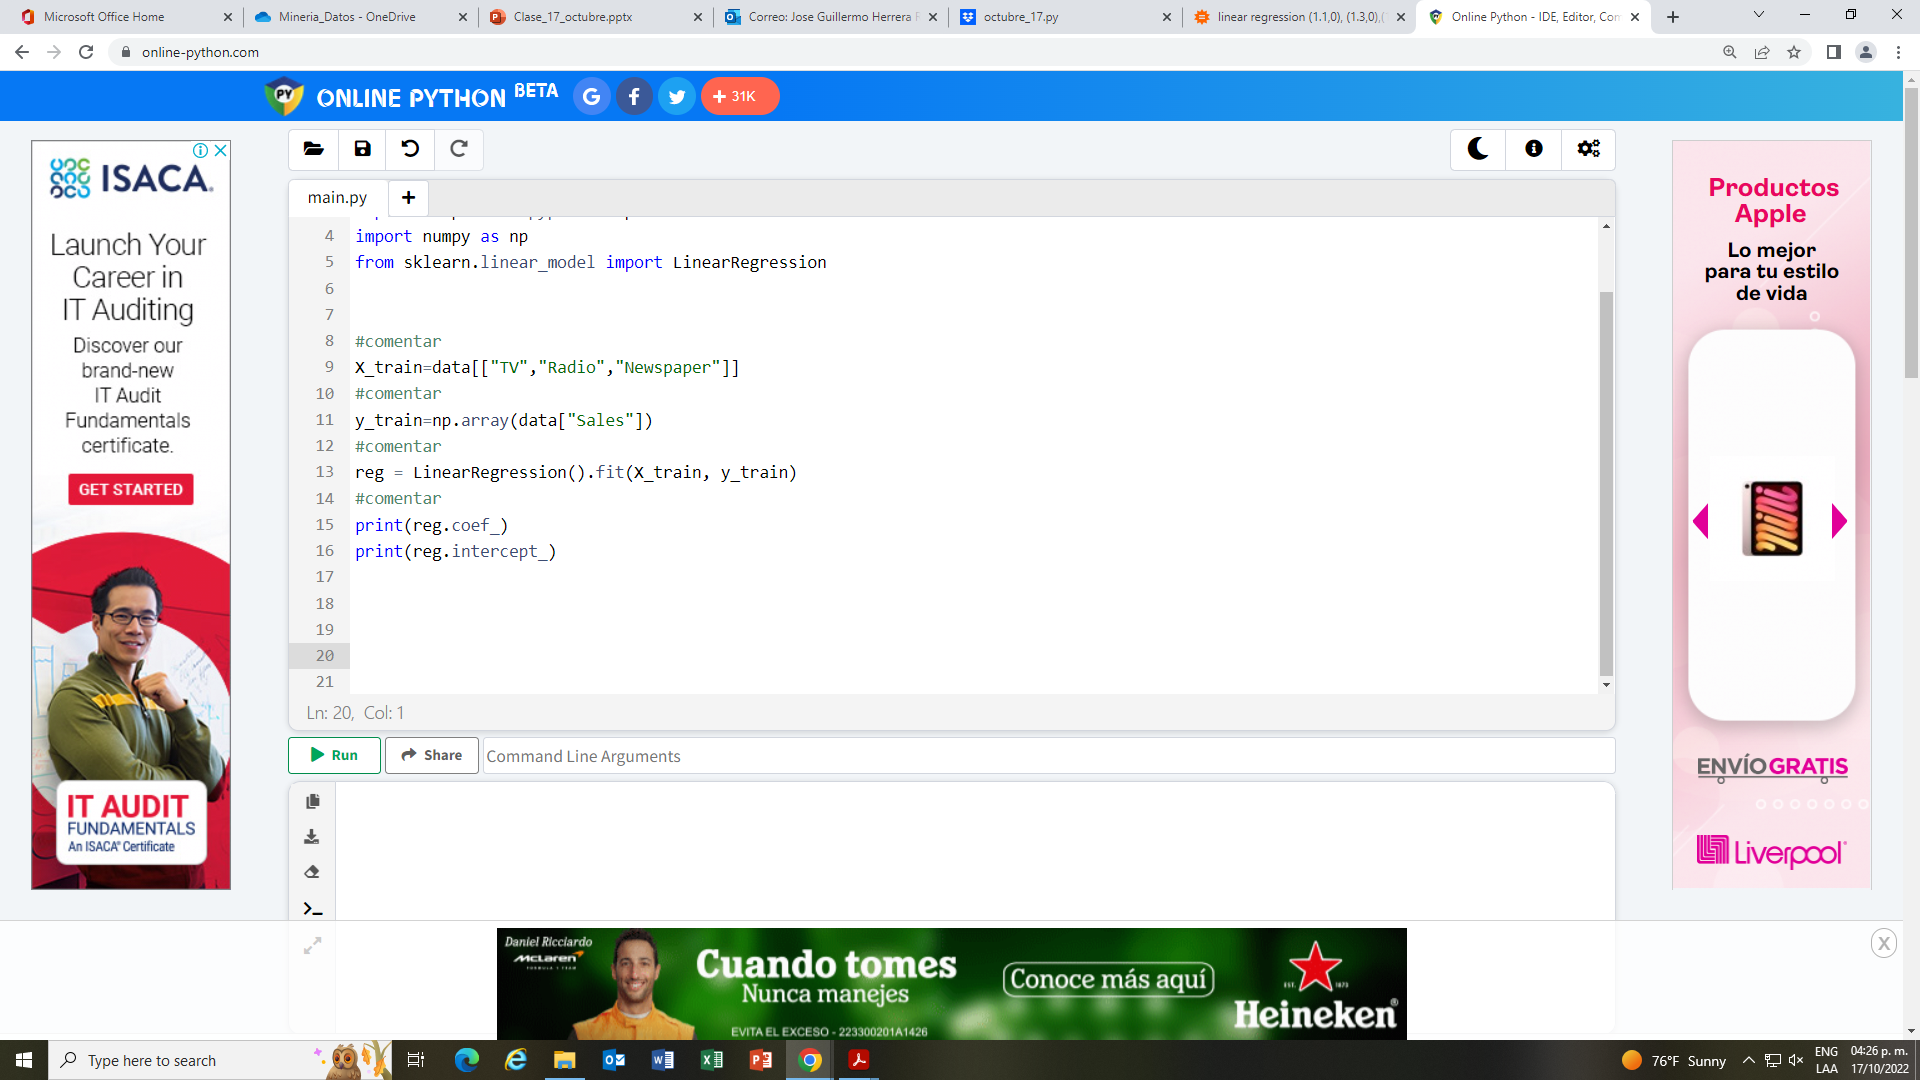 Microsoft Office Home
Mineria_Datos - OneDrive
Clase_17_octubre.pptx
Correo: Jose Guillermo Herrera
octubre_17.py
linear regression (1.1,0), (1.3,0),(
Online Python - IDE, Editor, Com
online-python.com
PY
ONLINE PYTHON BETA
31K
main.py
4 import numpy as np
5 from sklearn.linear_model import LinearRegression
6
7
8 #comentar
9 X_train=data[["TV","Radio","Newspaper"]]
10 #comentar
11 y_train=np.array(data["Sales"])
12 #comentar
13 reg = LinearRegression().fit(X_train, y_train)
14 #comentar
15 print(reg.coef_)
16 print(reg.intercept_)
17
18
19
20
21
Ln: 20, Col: 1
Run
Share
Command Line Arguments
ISACA.
Launch Your
Career in
IT Auditing
Discover our
brand-new
IT Audit
Fundamentals
certificate.
GET STARTED
IT AUDIT
FUNDAMENTALS
An ISACA® Certificate
Productos
Apple
Lo mejor
para tu estilo
de vida
ENVÍO GRATIS
Liverpool
Daniel Ricciardo
McLaren
FORMULA 1 TEAM
Cuando tomes
Nunca manejes
EVITA EL EXCESO - 223300201A1426
Conoce más aquí
EST. 1873
Heineken®
X
Type here to search
76°F Sunny
ENG
LAA
04:26 p. m.
17/10/2022